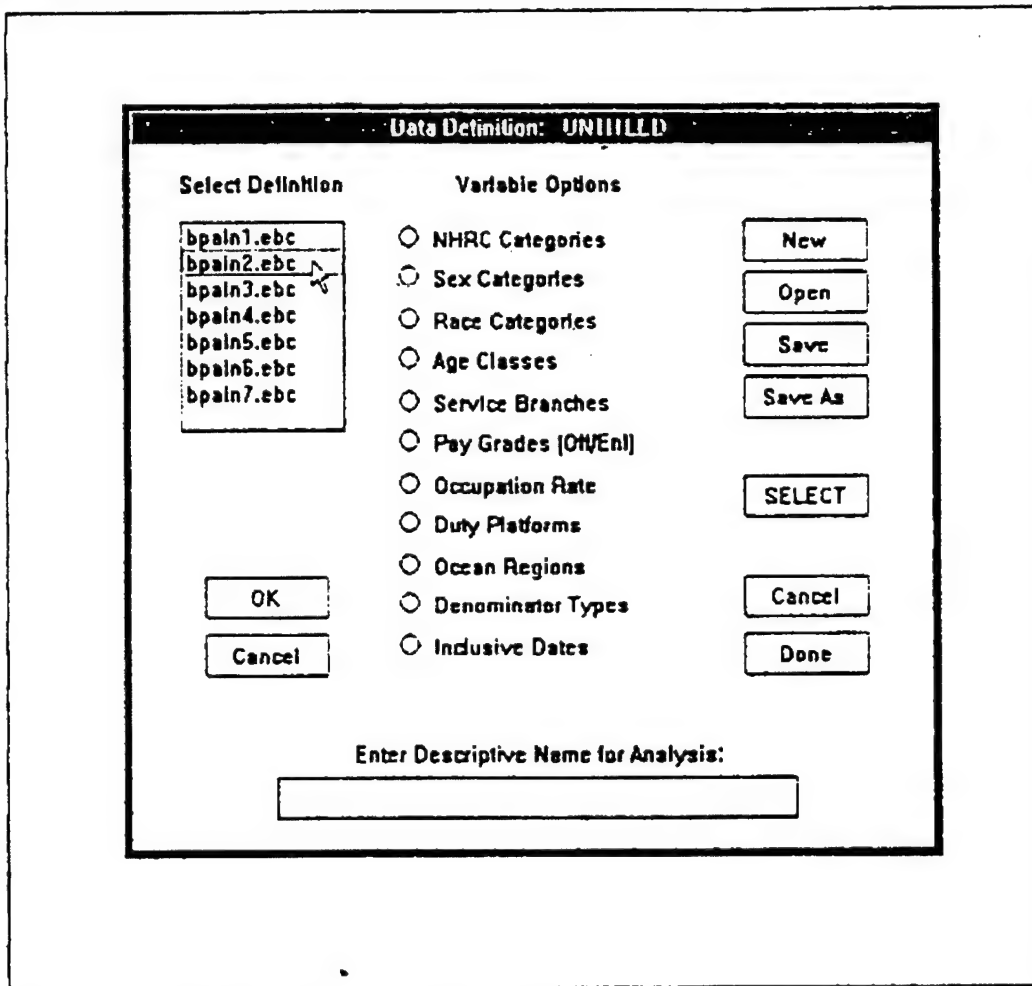 Data Definition: UNTITLED
Select Definition
bpain1.ebc
bpain2.ebc
bpain3.ebc
bpain4.ebc
bpain5.ebc
bpain6.ebc
bpain7.ebc
OK
Cancel
Variable Options
NHRC Categories
Sex Categories
Race Categories
Age Classes
Service Branches
Pay Grades (Off/Enl)
Occupation Rate
Duty Platforms
Ocean Regions
Denominator Types
Inclusive Dates
New
Open
Save
Save As
SELECT
Cancel
Done
Enter Descriptive Name for Analysis: